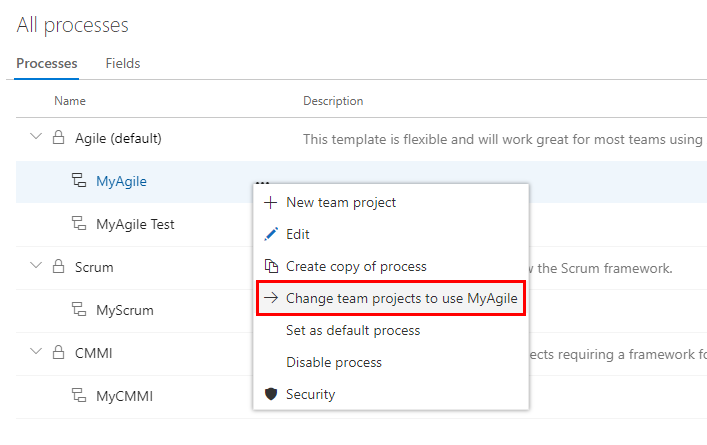 All processes
Processes Fields
Name Description
Agile (default) This template is flexible and will work great for most teams using
MyAgile ...
New team project
MyAgile Test
Edit
Create copy of process
Scrum the Scrum framework.
Change team projects to use MyAgile
MyScrum
Set as default process
CMMI requiring a framework
Disable process
MyCMMI
Security